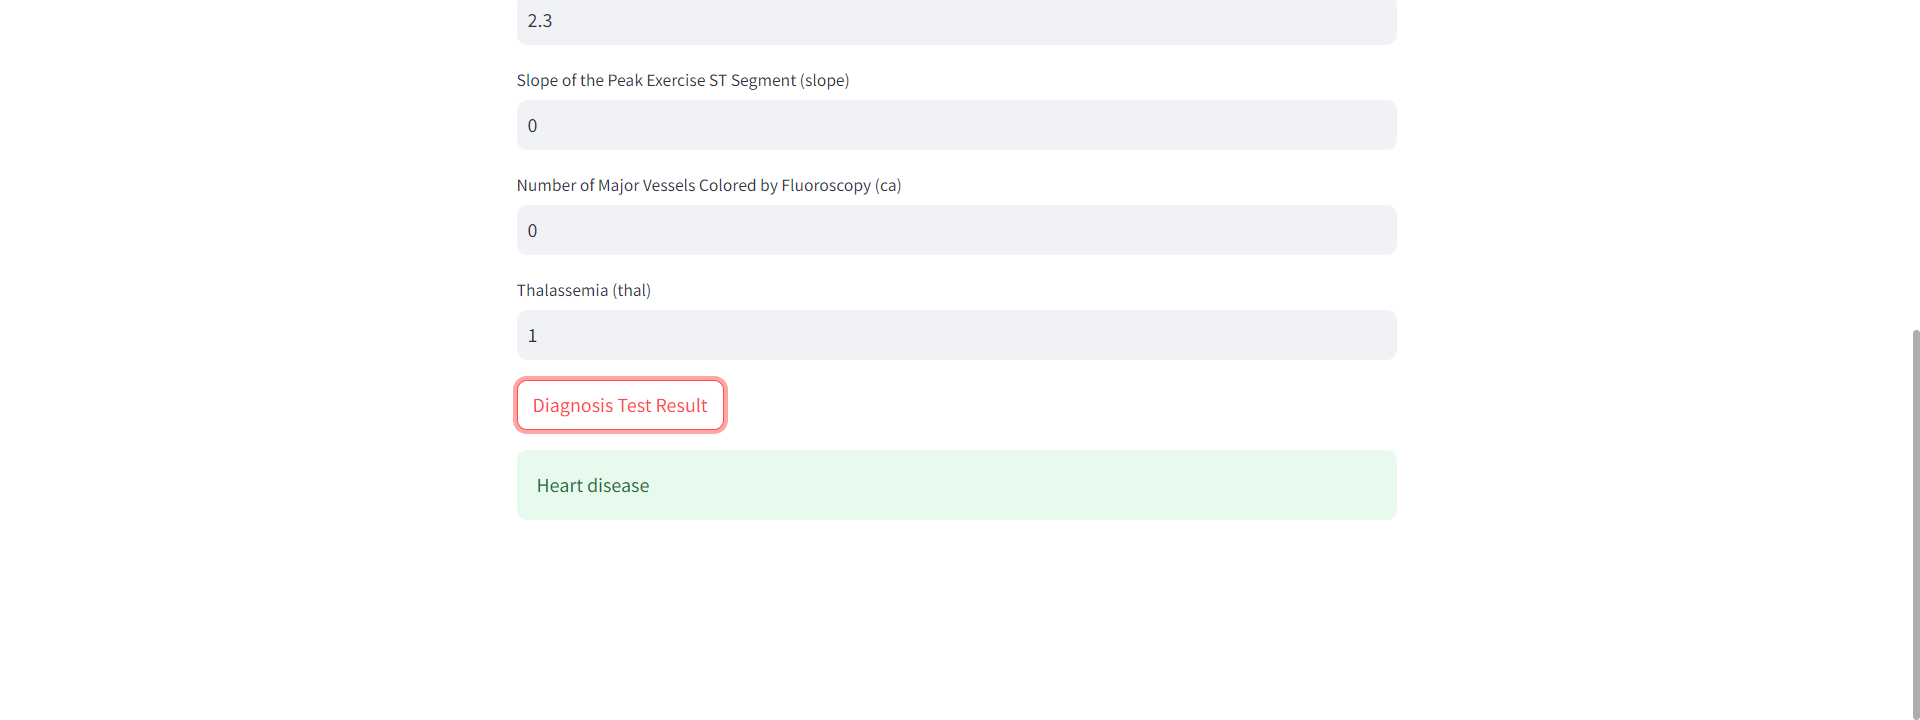 2.3
Slope of the Peak Exercise ST Segment (slope)
0
Number of Major Vessels Colored by Fluoroscopy (ca)
0
Thalassemia (thal)
1
Diagnosis Test Result
Heart disease